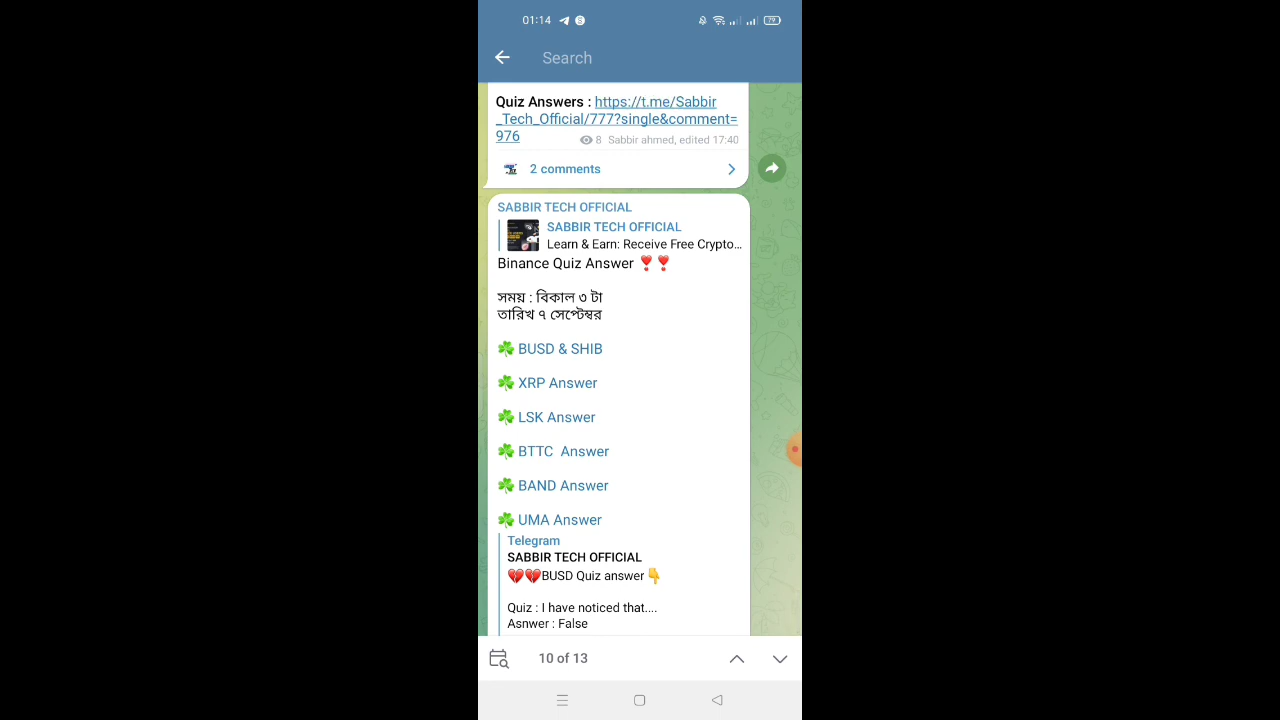 01:14
79
Search
Quiz Answers : https://t.me/Sabbir
_Tech_Official/777?single&comment=
976
8 Sabbir ahmed, edited 17:40
2 comments
SABBIR TECH OFFICIAL
SABBIR TECH OFFICIAL
Learn & Earn: Receive Free Crypto...
Binance Quiz Answer ❣️❣️
সময় : বিকাল ৩ টা
তারিখ ৭ সেপ্টেম্বর
☘️ BUSD & SHIB
☘️ XRP Answer
☘️ LSK Answer
☘️ BTTC  Answer
☘️ BAND Answer
☘️ UMA Answer
Telegram
SABBIR TECH OFFICIAL
💔💔BUSD Quiz answer👇
Quiz : I have noticed that....
Asnwer : False
10 of 13